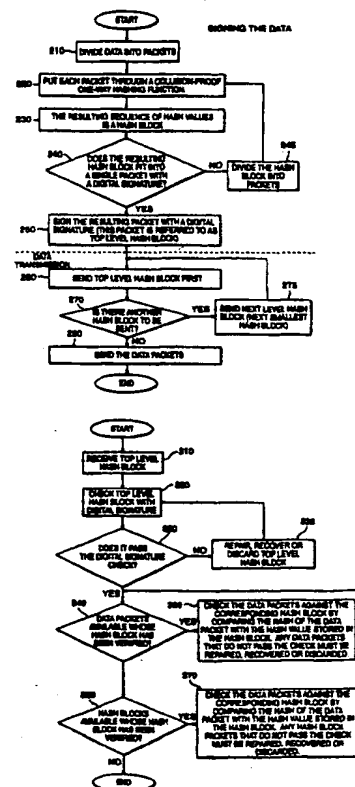 START
SIGNING THE DATA
210
DIVIDE DATA INTO PACKETS
220
PUT EACH PACKET THROUGH A COLLISION-PROOF
ONE-WAY HASHING FUNCTION
230
THE RESULTING SEQUENCE OF HASH VALUES
IS A HASH BLOCK
240
DOES THE RESULTING
HASH BLOCK FIT INTO
A SINGLE PACKET WITH
A DIGITAL SIGNATURE?
NO
245
DIVIDE THE HASH
BLOCK INTO
PACKETS
YES
250
SIGN THE RESULTING PACKET WITH A DIGITAL
SIGNATURE (THIS PACKET IS REFERRED TO AS
TOP LEVEL HASH BLOCK)
DATA
TRANSMISSION
260
SEND TOP LEVEL HASH BLOCK FIRST
270
IS THERE ANOTHER
HASH BLOCK TO BE
SENT?
YES
275
SEND NEXT LEVEL HASH
BLOCK (NEXT SMALLEST
HASH BLOCK)
NO
280
SEND THE DATA PACKETS
END
START
310
RECEIVE TOP LEVEL
HASH BLOCK
320
CHECK TOP LEVEL
HASH BLOCK WITH
DIGITAL SIGNATURE
330
DOES IT PASS
THE DIGITAL SIGNATURE
CHECK?
NO
335
REPAIR, RECOVER OR
DISCARD TOP LEVEL
HASH BLOCK
YES
340
DATA PACKETS
AVAILABLE WHOSE
HASH BLOCK HAS
BEEN VERIFIED?
YES
CHECK THE DATA PACKETS AGAINST THE
CORRESPONDING HASH BLOCK BY
COMPARING THE HASH OF THE DATA
PACKET WITH THE HASH VALUE STORED IN
THE HASH BLOCK. ANY DATA PACKETS
THAT DO NOT PASS THE CHECK MUST BE
REPAIRED, RECOVERED OR DISCARDED
HASH BLOCKS
AVAILABLE WHOSE HASH
BLOCK HAS BEEN
VERIFIED?
YES
370
CHECK THE DATA PACKETS AGAINST THE
CORRESPONDING HASH BLOCK BY
COMPARING THE HASH OF THE DATA
PACKET WITH THE HASH VALUE STORED IN
THE HASH BLOCK. ANY HASH BLOCK
PACKETS THAT DO NOT PASS THE CHECK
MUST BE REPAIRED, RECOVERED OR
DISCARDED.
NO
END